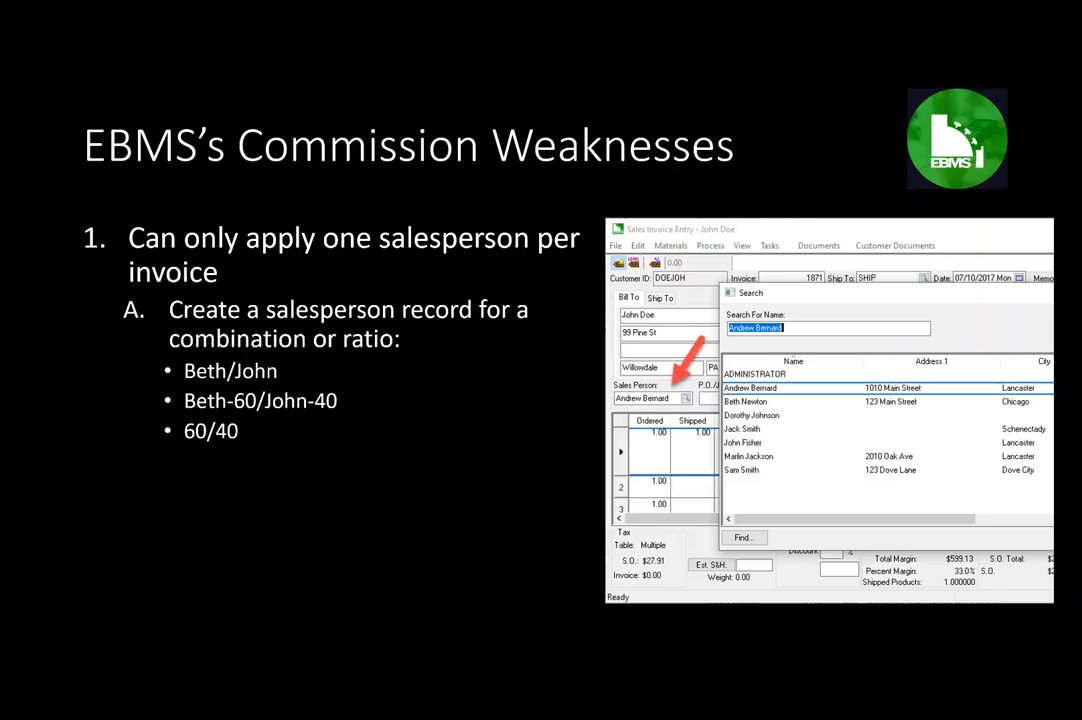 EBMS's Commission Weaknesses
EBMS
1. Can only apply one salesperson per
invoice
A. Create a salesperson record for a
combination or ratio:
• Beth/John
• Beth-60/John-40
• 60/40
Sales Invoice Entry - John Doe
File Edit Materials Process View Tasks Documents Customer Documents
0.00
Customer ID: DOEJOH Invoice: 1871 Ship To: SHIP Date: 07/10/2017 Mon Memo
Bill To Ship To
John Doe
99 Pine St
Willowdale PA
Sales Person: P.O./J
Andrew Bernard
Ordered Shipped
1.00 1.00
2 1.00
3 1.00
Tax
Table: Multiple
S.O.: $27.91
Invoice: $0.00
Est. S&H:
Weight: 0.00
Discount: %
Total Margin: $599.13 S.O. Total:
Percent Margin: 33.0% S.O.
Shipped Products: 1.000000
Ready
Search
Search For Name:
Andrew Bernard
Name Address 1 City
ADMINISTRATOR
Andrew Bernard 1010 Main Street Lancaster
Beth Newton 123 Main Street Chicago
Dorothy Johnson
Jack Smith Schenectady
John Fisher Lancaster
Marlin Jackson 2010 Oak Ave Lancaster
Sam Smith 123 Dove Lane Dove City
Find...